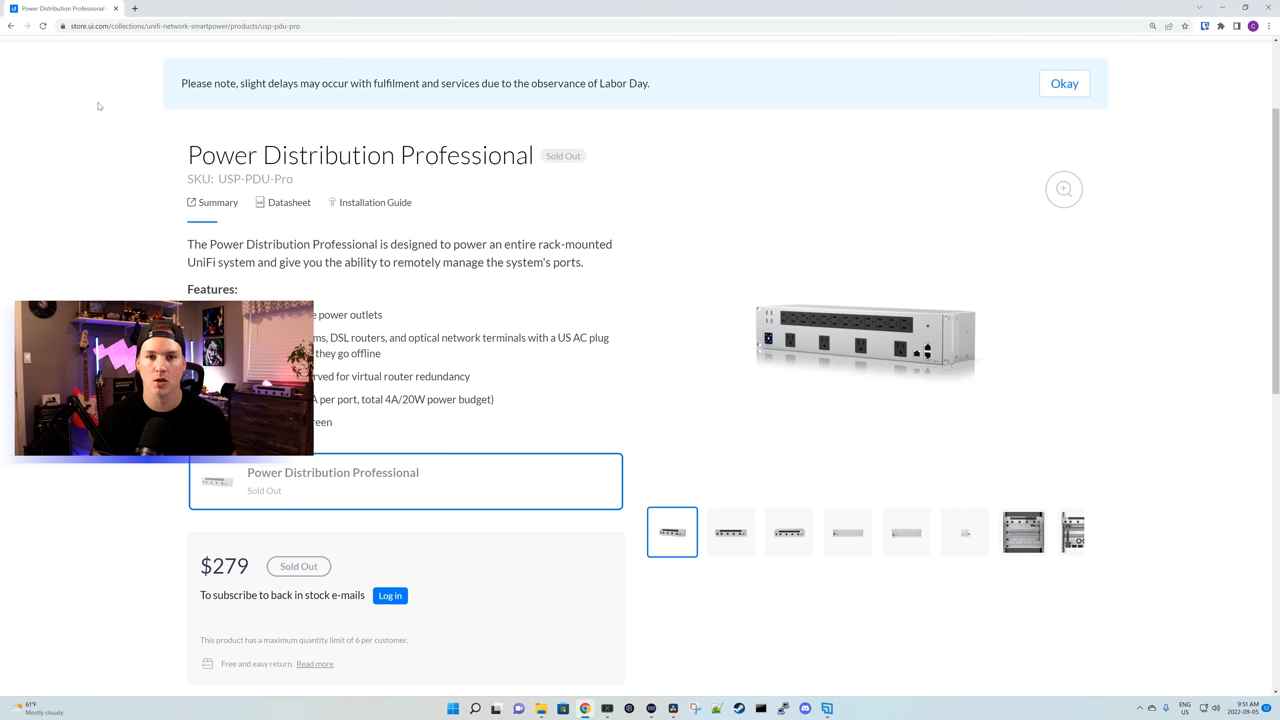 Power Distribution Professional -
store.ui.com/collections/unifi-network-smartpower/products/usp-pdu-pro
Please note, slight delays may occur with fulfilment and services due to the observance of Labor Day.
Okay
Power Distribution Professional Sold Out
SKU: USP-PDU-Pro
Summary Datasheet Installation Guide
The Power Distribution Professional is designed to power an entire rack-mounted
UniFi system and give you the ability to remotely manage the system's ports.
Features:
power outlets
DSL routers, and optical network terminals with a US AC plug
they go offline
for virtual router redundancy
per port, total 4A/20W power budget)
Power Distribution Professional
Sold Out
$279 Sold Out
To subscribe to back in stock e-mails Log in
This product has a maximum quantity limit of 6 per customer.
Free and easy return. Read more
61°F
Mostly cloudy
ENG
US
9:51 AM
2022-09-05
12